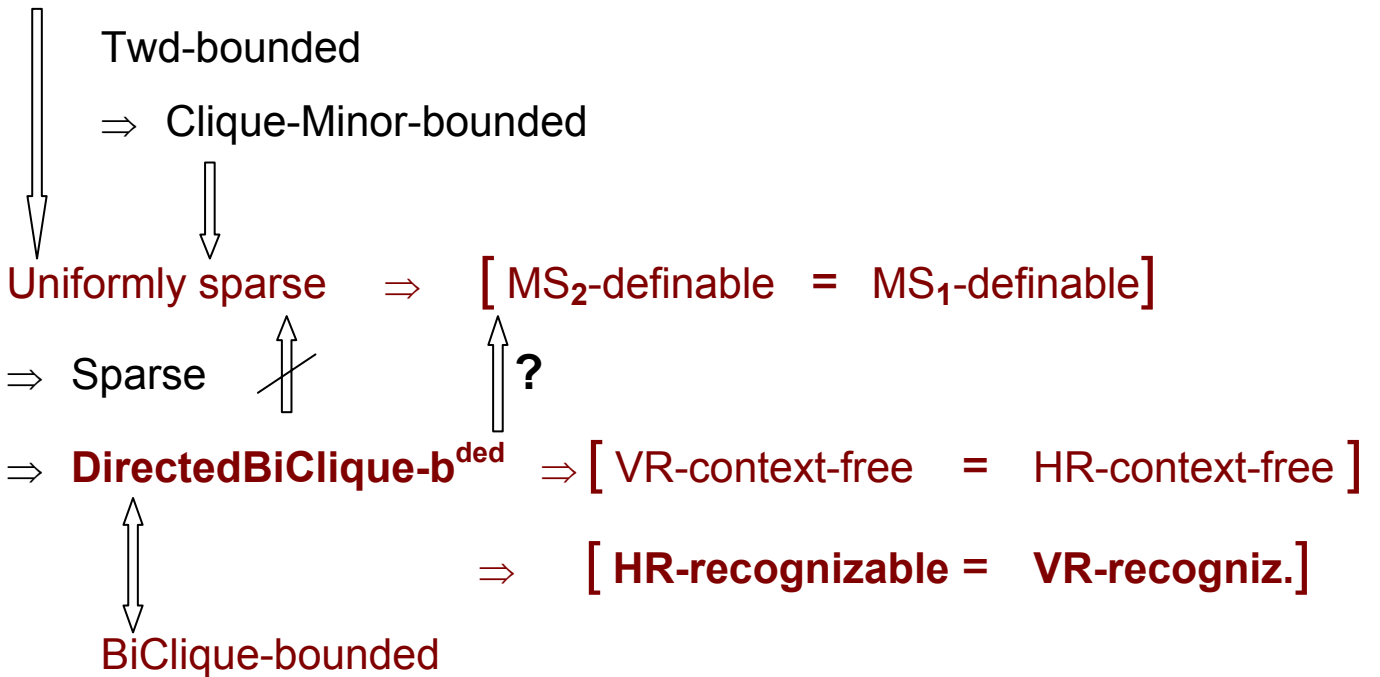 Twd-bounded
⇒ Clique-Minor-bounded
Uniformly sparse ⇒ [ MS2-definable = MS1-definable]
⇒ Sparse ?
⇒ DirectedBiClique-b^ded ⇒[ VR-context-free = HR-context-free ]
⇒ [ HR-recognizable = VR-recogniz.]
BiClique-bounded